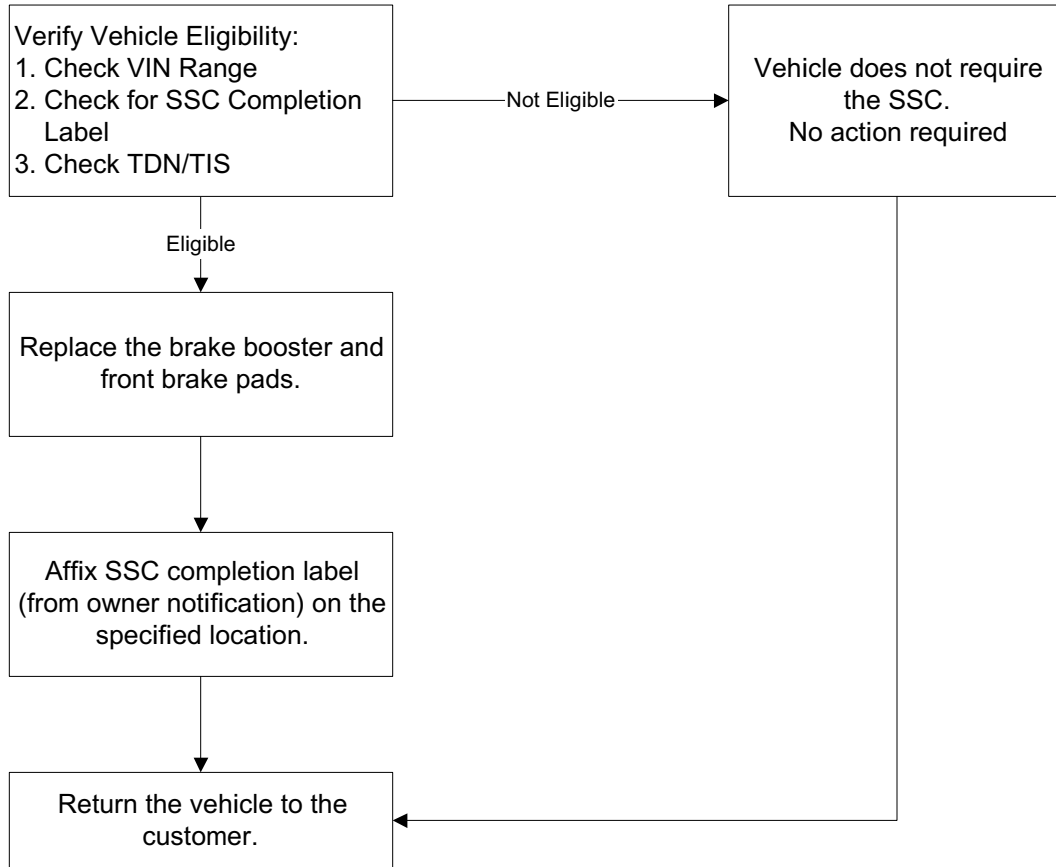 Verify Vehicle Eligibility:
1. Check VIN Range
2. Check for SSC Completion
Label
3. Check TDN/TIS
Not Eligible
Vehicle does not require
the SSC.
No action required
Eligible
Replace the brake booster and
front brake pads.
Affix SSC completion label
(from owner notification) on the
specified location.
Return the vehicle to the
customer.